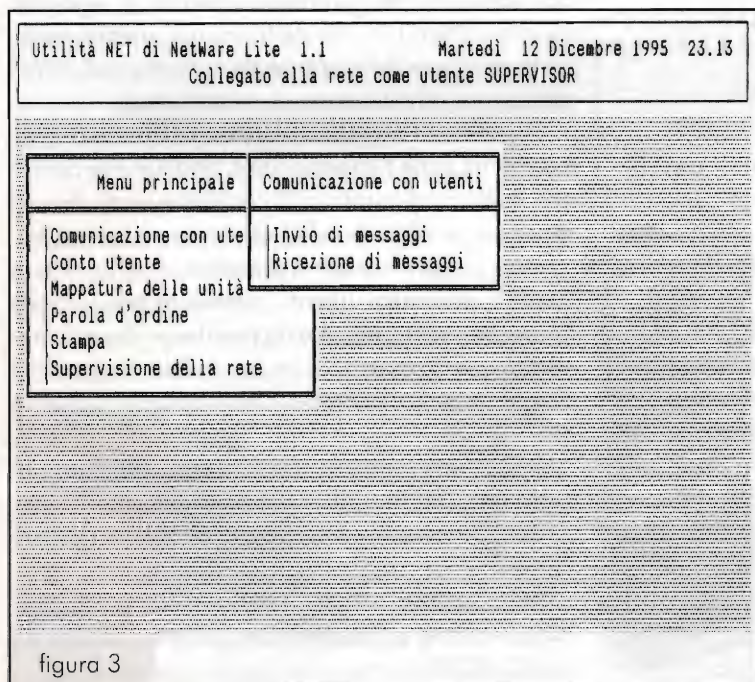 Utilità NET di NetWare Lite 1.1 Martedì 12 Dicembre 1995 23.13
Collegato alla rete come utente SUPERVISOR
Menu principale
Comunicazione con ute
Conto utente
Mappatura delle unità
Parola d'ordine
Stampa
Supervisione della rete
Comunicazione con utenti
Invio di messaggi
Ricezione di messaggi
figura 3